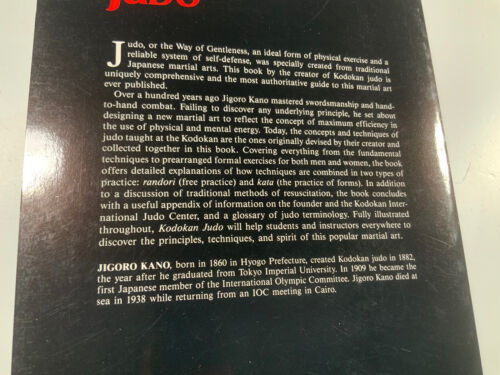 JUDO
Judo, or the Way of Gentleness, an ideal form of physical exercise and a
reliable system of self-defense, was specially created from traditional
Japanese martial arts. This book by the creator of Kodokan judo is
uniquely comprehensive and the most authoritative guide to this martial art
ever published.
Over a hundred years ago Jigoro Kano mastered swordsmanship and hand-
to-hand combat. Failing to discover any underlying principle, he set about
designing a new martial art to reflect the concept of maximum efficiency in
the use of physical and mental energy. Today, the concepts and techniques of
judo taught at the Kodokan are the ones originally devised by their creator and
collected together in this book. Covering everything from the fundamental
techniques to prearranged formal exercises for both men and women, the book
offers detailed explanations of how techniques are combined in two types of
practice: randori (free practice) and kata (the practice of forms). In addition
to a discussion of traditional methods of resuscitation, the book concludes
with a useful appendix of information on the founder and the Kodokan Inter-
national Judo Center, and a glossary of judo terminology. Fully illustrated
throughout, Kodokan Judo will help students and instructors everywhere to
discover the principles, techniques, and spirit of this popular martial art.
JIGORO KANO, born in 1860 in Hyogo Prefecture, created Kodokan judo in 1882,
the year after he graduated from Tokyo Imperial University. In 1909 he became the
first Japanese member of the International Olympic Committee. Jigoro Kano died at
sea in 1938 while returning from an IOC meeting in Cairo.